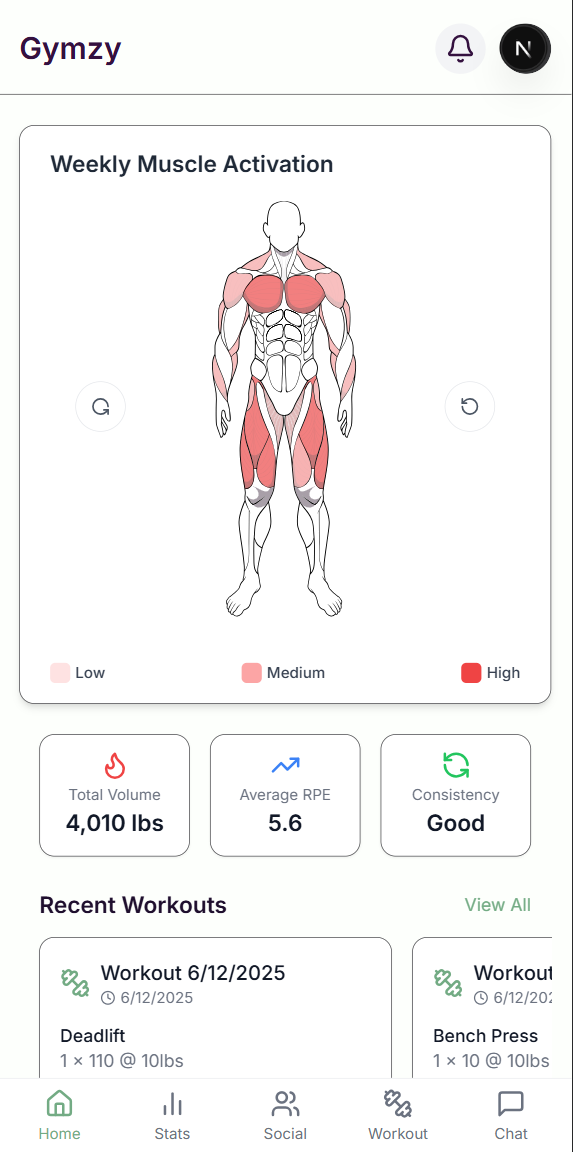 Gymzy
N
Weekly Muscle Activation
Low Medium High
Total Volume
4,010 lbs
Average RPE
5.6
Consistency
Good
Recent Workouts View All
Workout 6/12/2025
6/12/2025
Deadlift
1 × 110 @ 10lbs
Workout
6/12/202
Bench Press
1 × 10 @ 10lbs
Home Stats Social Workout Chat